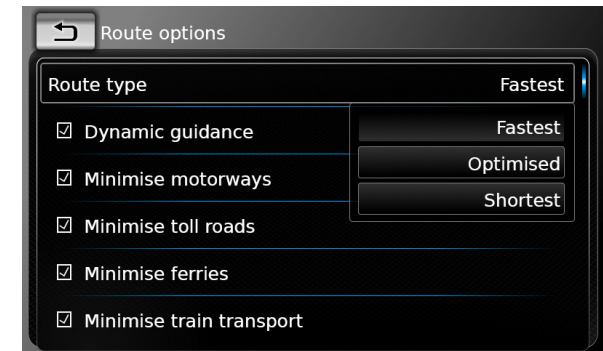 Route options
Route type Fastest
Dynamic guidance Fastest
Minimise motorways Optimised
Shortest
Minimise toll roads
Minimise ferries
Minimise train transport